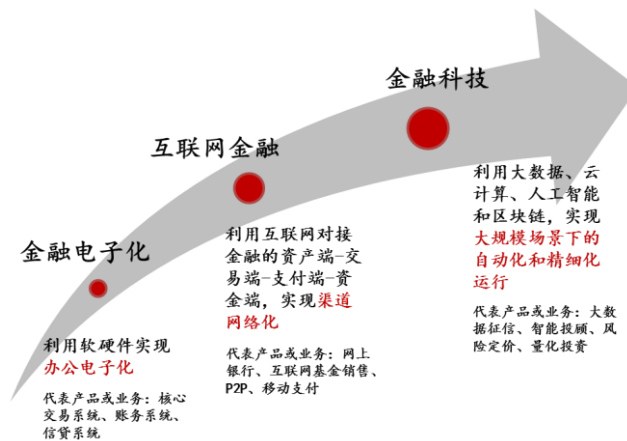 金融电子化
利用软硬件实现
办公电子化
代表产品或业务：核心
交易系统、账务系统、
信贷系统
互联网金融
利用互联网对接
金融的资产端-交
易端-支付端-资
金端，实现渠道
网络化
代表产品或业务：网上
银行、互联网基金销售、
P2P、移动支付
金融科技
利用大数据、云
计算、人工智能
和区块链，实现
大规模场景下的
自动化和精细化
运行
代表产品或业务：大数
据征信、智能投顾、风
险定价、量化投资